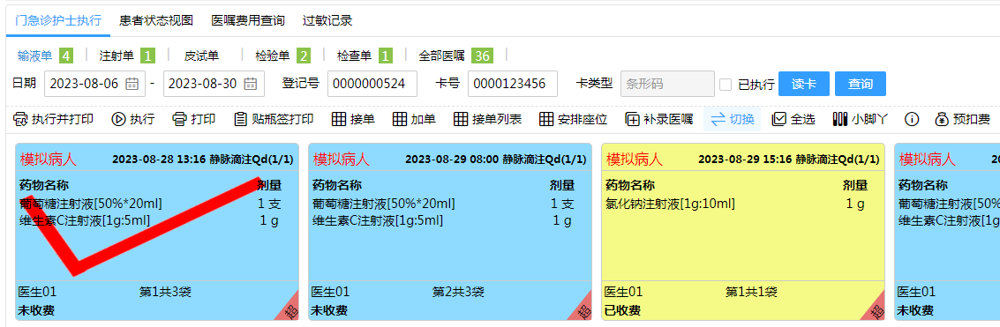 门急诊护士执行 患者状态视图 医嘱费用查询 过敏记录
输液单 4 注射单 1 皮试单 检验单 2 检查单 1 全部医嘱 36
日期 2023-08-06 - 2023-08-30 登记号 0000000524 卡号 0000123456 卡类型 条形码 已执行 读卡 查询
执行并打印 执行 打印 贴瓶签打印 接单 加单 接单列表 安排座位 补录医嘱 切换 全选 小脚丫 预扣费
模拟病人 2023-08-28 13:16 静脉滴注Qd(1/1)
药物名称 剂量
葡萄糖注射液[50%*20ml] 1 支
维生素C注射液[1g:5ml] 1 g
医生01 第1共3袋
未收费 超
模拟病人 2023-08-29 08:00 静脉滴注Qd(1/1)
药物名称 剂量
葡萄糖注射液[50%*20ml] 1 支
维生素C注射液[1g:5ml] 1 g
医生01 第2共3袋
未收费 超
模拟病人 2023-08-29 15:16 静脉滴注Qd(1/1)
药物名称 剂量
氯化钠注射液[1g:10ml] 1 g
医生01 第1共1袋
已收费 超
模拟病人 20
药物名称
葡萄糖注射液[50%
维生素C注射液[1g
医生01
未收费